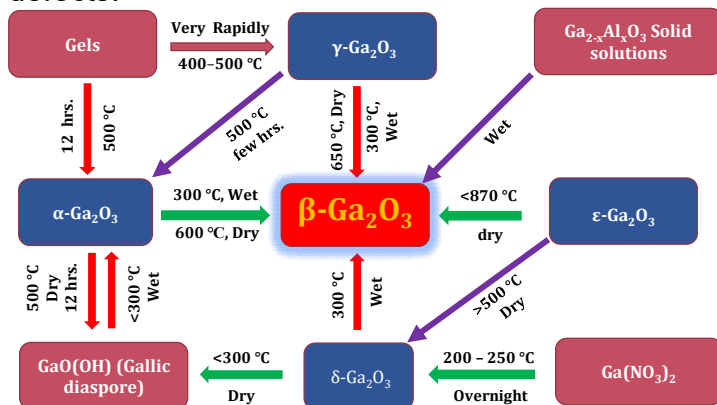 Very Rapidly
Gels
400–500 °C
γ-Ga₂O₃
Ga₂₋ₓAlₓO₃ Solid
solutions
12 hrs.
500 °C
500 °C
few hrs.
650 °C, Dry
300 °C,
Wet
Wet
α-Ga₂O₃
300 °C, Wet
600 °C, Dry
β-Ga₂O₃
<870 °C
dry
ε-Ga₂O₃
500 °C
Dry
12 hrs.
<300 °C
Wet
300 °C
Wet
>500 °C
Dry
GaO(OH) (Gallic
diaspore)
<300 °C
Dry
δ-Ga₂O₃
200 – 250 °C
Overnight
Ga(NO₃)₂